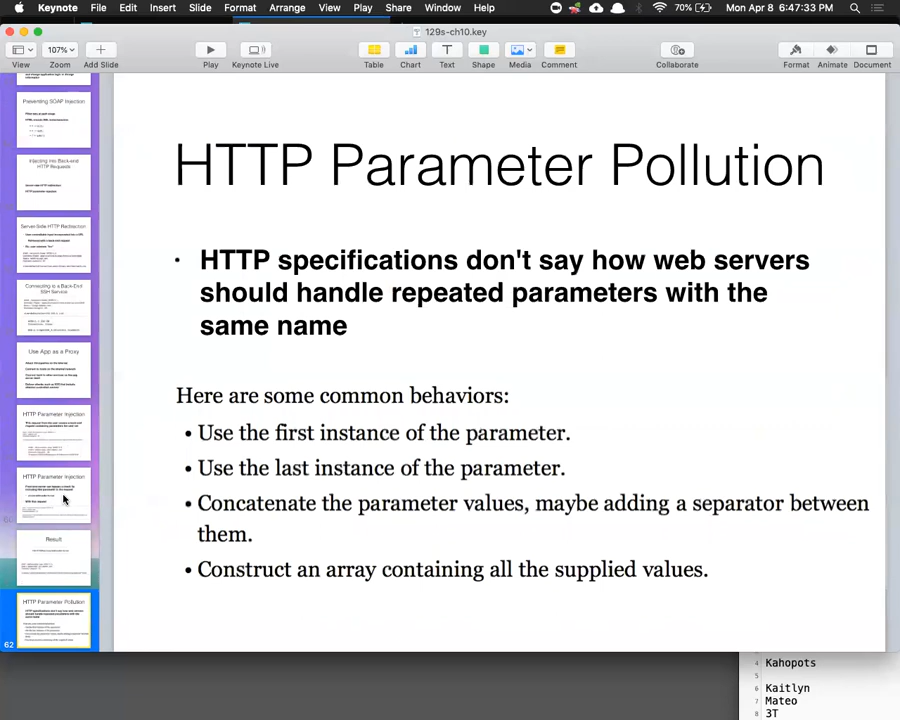 Keynote File Edit Insert Slide Format Arrange View Play Share Window Help 70% Mon Apr 8 6:47:33 PM
129s-ch10.key
107%
View Zoom Add Slide Play Keynote Live Table Chart Text Shape Media Comment Collaborate Format Animate Document
Preventing SOAP Injection
Injecting into Back-end
HTTP Requests
Server-Side HTTP Redirection
Connecting to a Back-End
SSH Service
Use App as a Proxy
HTTP Parameter Injection
HTTP Parameter Injection
Result
HTTP Parameter Pollution
62
HTTP Parameter Pollution
• HTTP specifications don't say how web servers
should handle repeated parameters with the
same name
Here are some common behaviors:
• Use the first instance of the parameter.
• Use the last instance of the parameter.
• Concatenate the parameter values, maybe adding a separator between
them.
• Construct an array containing all the supplied values.
4 Kahopots
5
6 Kaitlyn
7 Mateo
8 3T